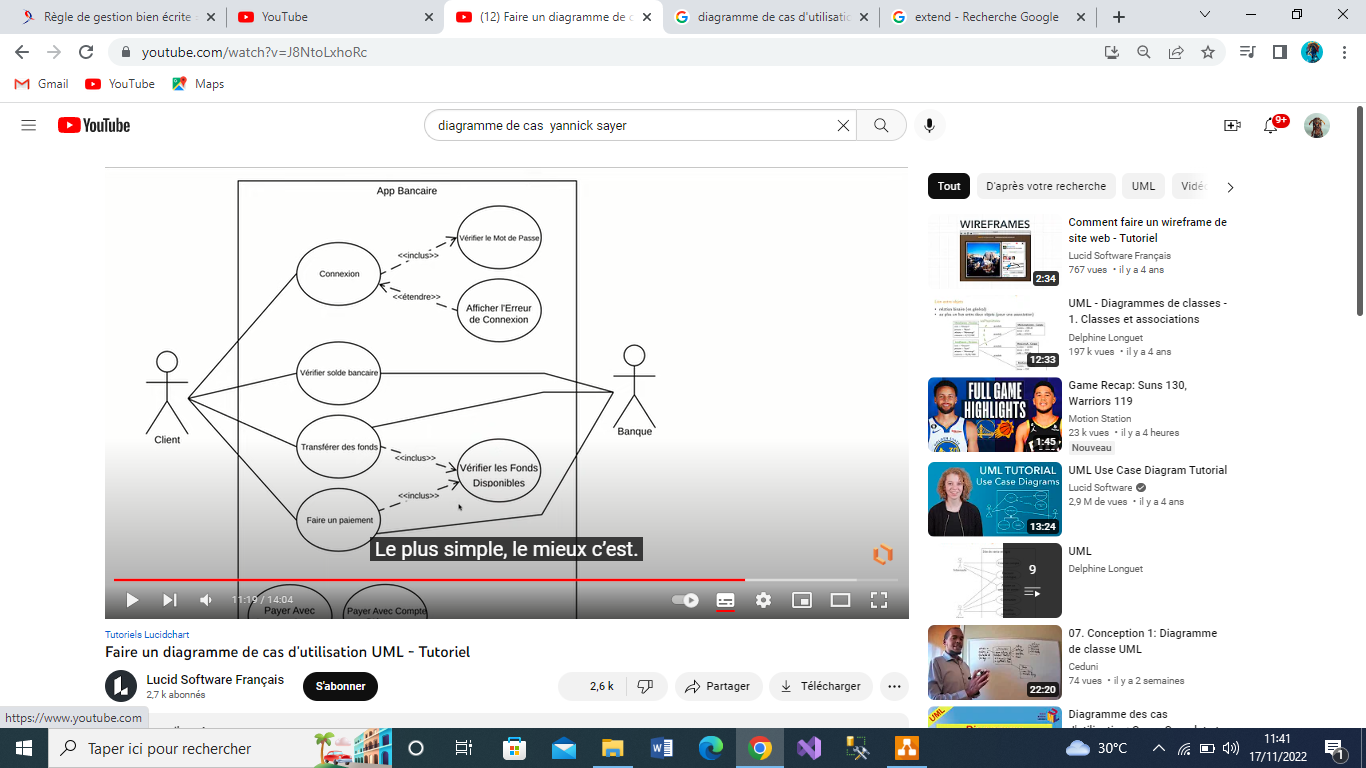 Règle de gestion bien écrite
YouTube
(12) Faire un diagramme de c
diagramme de cas d'utilisatio
extend - Recherche Google
youtube.com/watch?v=J8NtoLxhoRc
Gmail
YouTube
Maps
YouTube
diagramme de cas  yannick sayer
9+
App Bancaire
Vérifier le Mot de Passe
<<inclus>>
Connexion
<<étendre>>
Afficher l'Erreur
de Connexion
Vérifier solde bancaire
Client
Banque
Transférer des fonds
<<inclus>>
Vérifier les Fonds
Disponibles
<<inclus>>
Faire un paiement
Le plus simple, le mieux c'est.
11:19 / 14:04
Payer Avec
Payer Avec Compte
Tutoriels Lucidchart
Faire un diagramme de cas d'utilisation UML - Tutoriel
Lucid Software Français
2,7 k abonnés
S'abonner
2,6 k
Partager
Télécharger
Tout
D'après votre recherche
UML
Vidé
WIREFRAMES
2:34
Comment faire un wireframe de
site web - Tutoriel
Lucid Software Français
767 vues • il y a 4 ans
12:33
UML - Diagrammes de classes -
1. Classes et associations
Delphine Longuet
197 k vues • il y a 4 ans
FULL GAME
HIGHLIGHTS
1:45
Game Recap: Suns 130,
Warriors 119
Motion Station
23 k vues • il y a 4 heures
Nouveau
UML TUTORIAL
Use Case Diagrams
13:24
UML Use Case Diagram Tutorial
Lucid Software
2,9 M de vues • il y a 4 ans
9
UML
Delphine Longuet
22:20
07. Conception 1: Diagramme
de classe UML
Ceduni
74 vues • il y a 2 semaines
UML
Diagramme des cas
https://www.youtube.com
Taper ici pour rechercher
30°C
11:41
17/11/2022
1